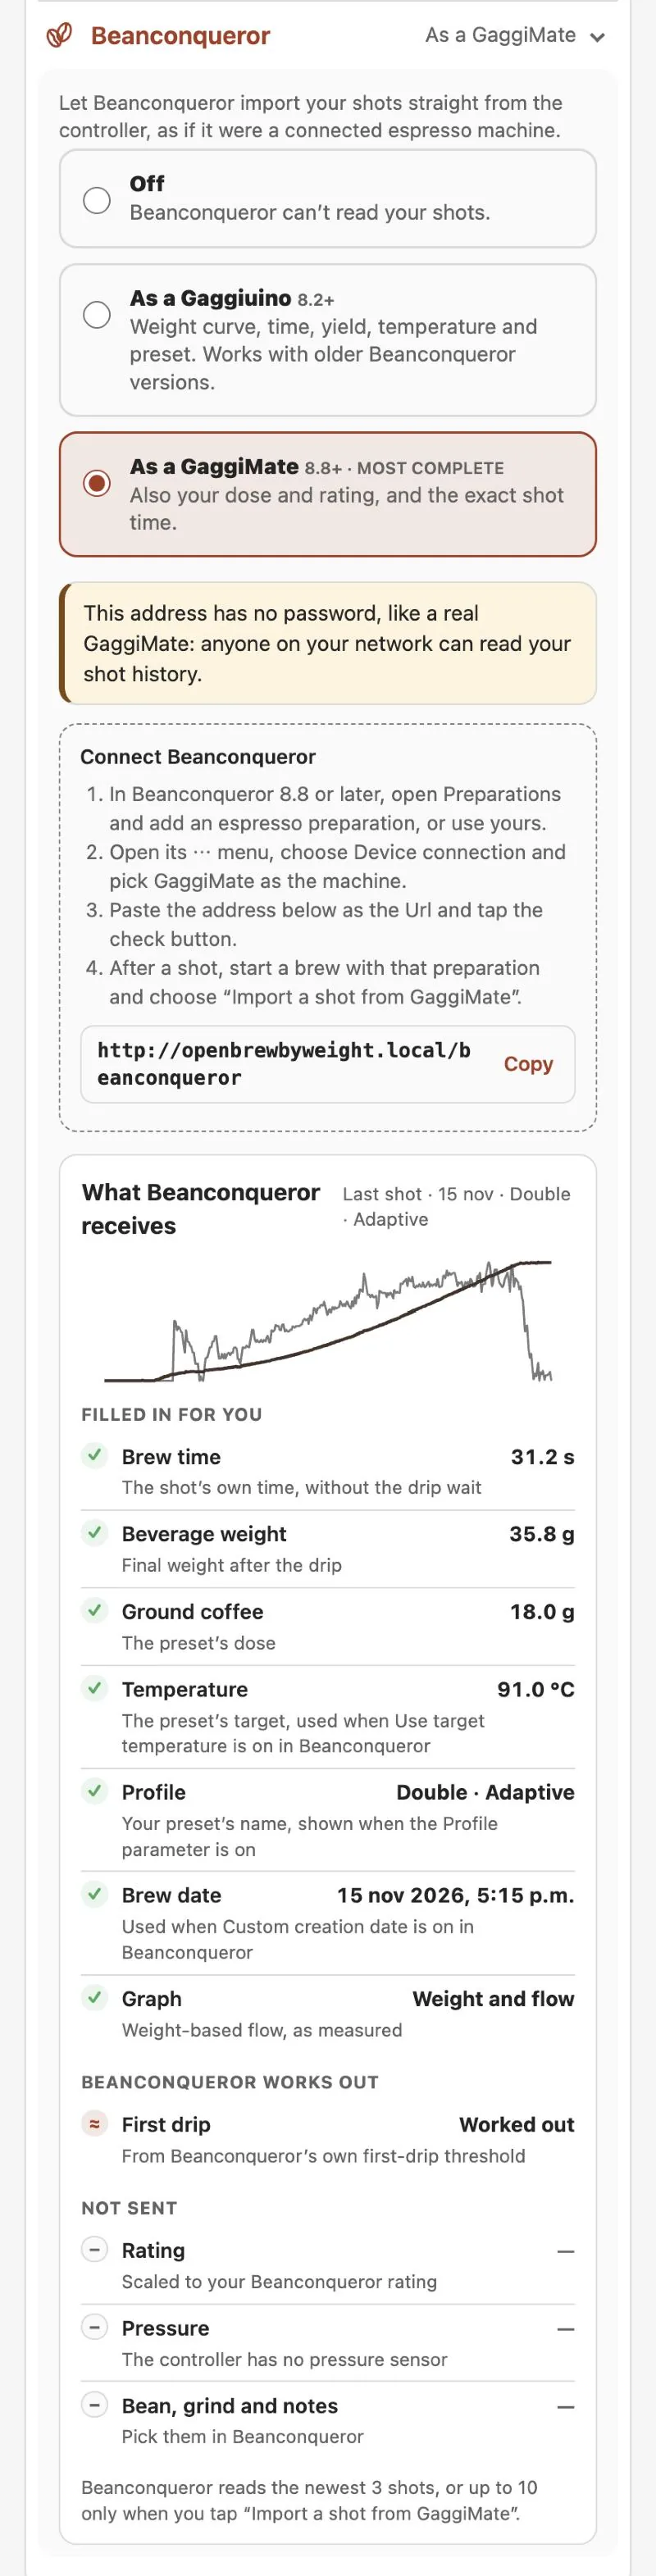 Beanconqueror
As a GaggiMate
Let Beanconqueror import your shots straight from the
controller, as if it were a connected espresso machine.
Off
Beanconqueror can’t read your shots.
As a Gaggiuino 8.2+
Weight curve, time, yield, temperature and
preset. Works with older Beanconqueror
versions.
As a GaggiMate 8.8+ · MOST COMPLETE
Also your dose and rating, and the exact shot
time.
This address has no password, like a real
GaggiMate: anyone on your network can read your
shot history.
Connect Beanconqueror
1. In Beanconqueror 8.8 or later, open Preparations
and add an espresso preparation, or use yours.
2. Open its ··· menu, choose Device connection and
pick GaggiMate as the machine.
3. Paste the address below as the Url and tap the
check button.
4. After a shot, start a brew with that preparation
and choose “Import a shot from GaggiMate”.
http://openbrewbyweight.local/b
eanconqueror
Copy
What Beanconqueror
receives
Last shot · 15 nov · Double
· Adaptive
FILLED IN FOR YOU
Brew time 31.2 s
The shot’s own time, without the drip wait
Beverage weight 35.8 g
Final weight after the drip
Ground coffee 18.0 g
The preset’s dose
Temperature 91.0 °C
The preset’s target, used when Use target
temperature is on in Beanconqueror
Profile Double · Adaptive
Your preset’s name, shown when the Profile
parameter is on
Brew date 15 nov 2026, 5:15 p.m.
Used when Custom creation date is on in
Beanconqueror
Graph Weight and flow
Weight-based flow, as measured
BEANCONQUEROR WORKS OUT
≈ First drip Worked out
From Beanconqueror’s own first-drip threshold
NOT SENT
Rating —
Scaled to your Beanconqueror rating
Pressure —
The controller has no pressure sensor
Bean, grind and notes —
Pick them in Beanconqueror
Beanconqueror reads the newest 3 shots, or up to 10
only when you tap “Import a shot from GaggiMate”.